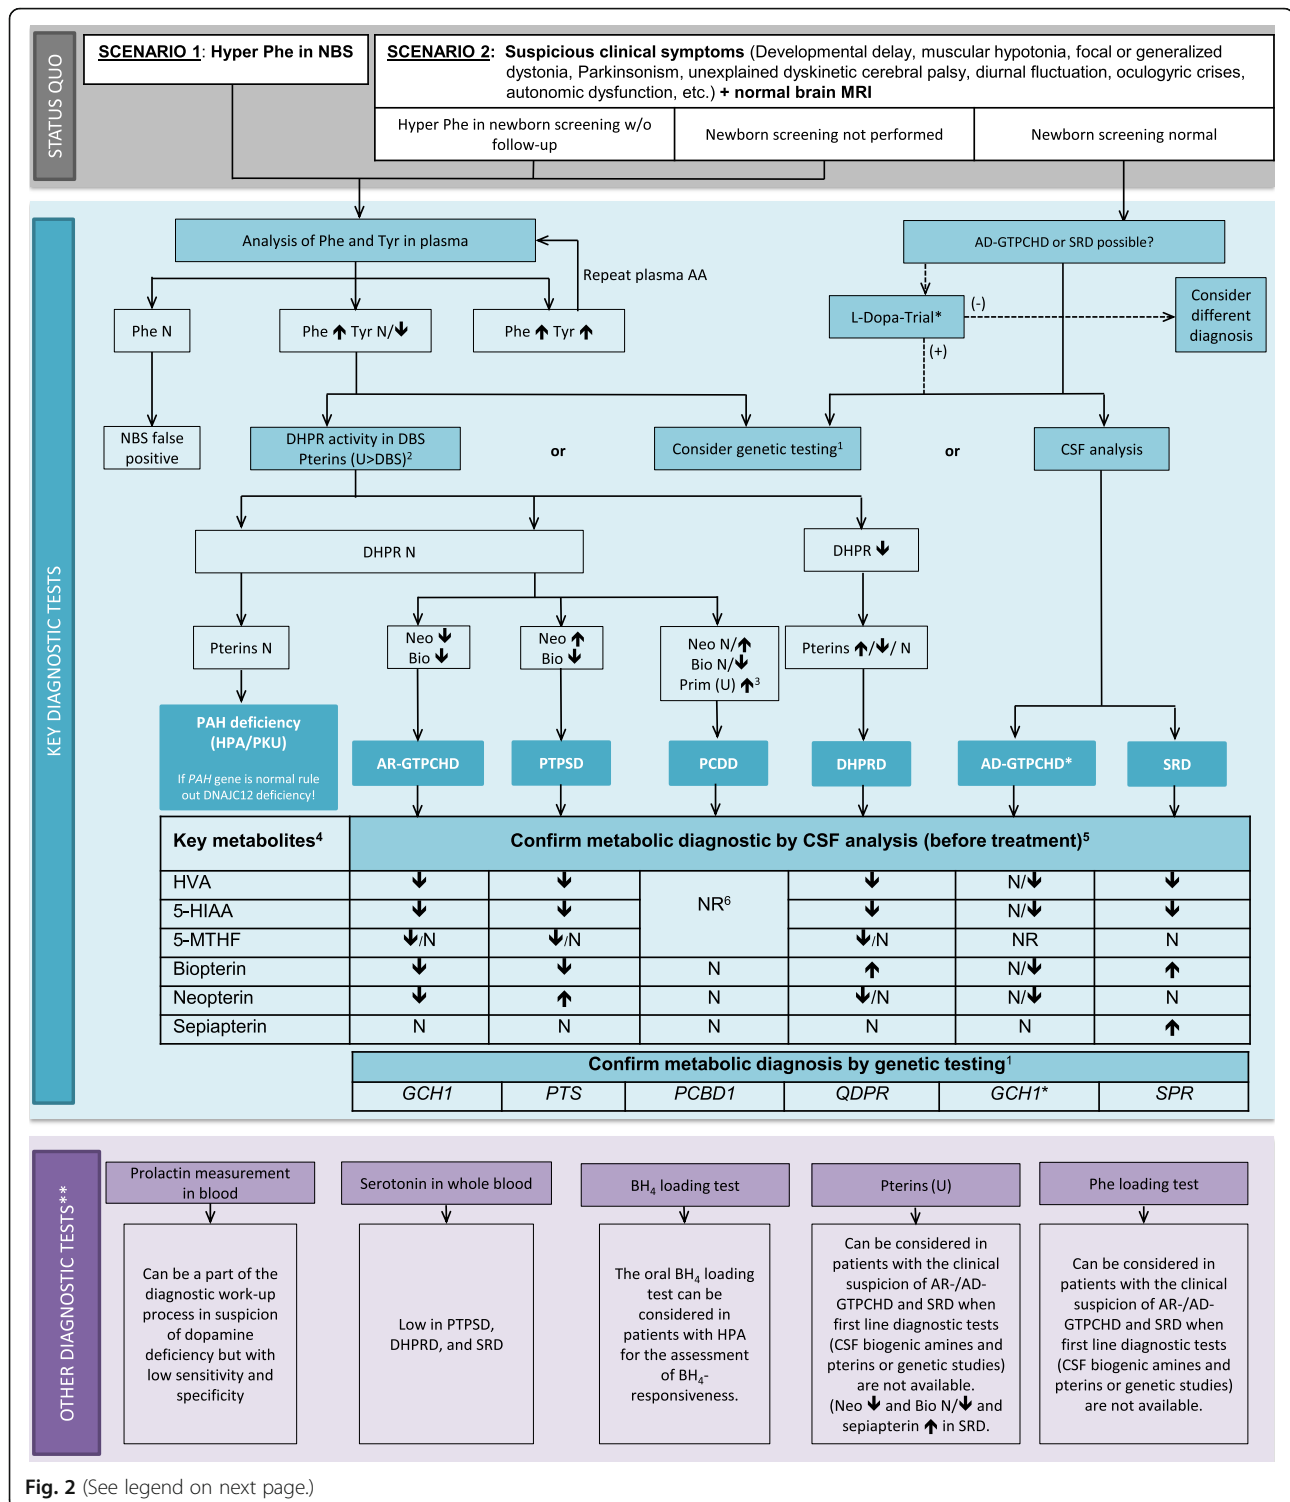 STATUS QUO
SCENARIO 1: Hyper Phe in NBS
SCENARIO 2: Suspicious clinical symptoms (Developmental delay, muscular hypotonia, focal or generalized
dystonia, Parkinsonism, unexplained dyskinetic cerebral palsy, diurnal fluctuation, oculogyric crises,
autonomic dysfunction, etc.) + normal brain MRI
Hyper Phe in newborn screening w/o
follow-up
Newborn screening not performed
Newborn screening normal
KEY DIAGNOSTIC TESTS
Analysis of Phe and Tyr in plasma
AD-GTPCHD or SRD possible?
Repeat plasma AA
Phe N
Phe 🡹 Tyr N/🡻
Phe 🡹 Tyr 🡹
L-Dopa-Trial*
(-)
(+)
Consider
different
diagnosis
NBS false
positive
DHPR activity in DBS
Pterins (U>DBS)²
or
Consider genetic testing¹
or
CSF analysis
DHPR N
DHPR 🡻
Pterins N
Neo 🡻
Bio 🡻
Neo 🡹
Bio 🡻
Neo N/🡹
Bio N/🡻
Prim (U) 🡹³
Pterins 🡹/🡻/ N
PAH deficiency
(HPA/PKU)
If PAH gene is normal rule
out DNAJC12 deficiency!
AR-GTPCHD
PTPSD
PCDD
DHPRD
AD-GTPCHD*
SRD
Key metabolites⁴ Confirm metabolic diagnostic by CSF analysis (before treatment)⁵
HVA 🡻 🡻 NR⁶ 🡻 N/🡻 🡻
5-HIAA 🡻 🡻 🡻 N/🡻 🡻
5-MTHF 🡻/N 🡻/N 🡻/N NR N
Biopterin 🡻 🡻 N 🡹 N/🡻 🡹
Neopterin 🡻 🡹 N 🡻/N N/🡻 N
Sepiapterin N N N N N 🡹
Confirm metabolic diagnosis by genetic testing¹
GCH1 PTS PCBD1 QDPR GCH1* SPR
OTHER DIAGNOSTIC TESTS**
Prolactin measurement
in blood
Can be a part of the
diagnostic work-up
process in suspicion
of dopamine
deficiency but with
low sensitivity and
specificity
Serotonin in whole blood
Low in PTPSD,
DHPRD, and SRD
BH₄ loading test
The oral BH₄ loading
test can be
considered in
patients with HPA
for the assessment
of BH₄-
responsiveness.
Pterins (U)
Can be considered in
patients with the clinical
suspicion of AR-/AD-
GTPCHD and SRD when
first line diagnostic tests
(CSF biogenic amines and
pterins or genetic studies)
are not available.
(Neo 🡻 and Bio N/🡻 and
sepiapterin 🡹 in SRD.
Phe loading test
Can be considered in
patients with the clinical
suspicion of AR-/AD-
GTPCHD and SRD when
first line diagnostic tests
(CSF biogenic amines and
pterins or genetic studies)
are not available.
Fig. 2 (See legend on next page.)